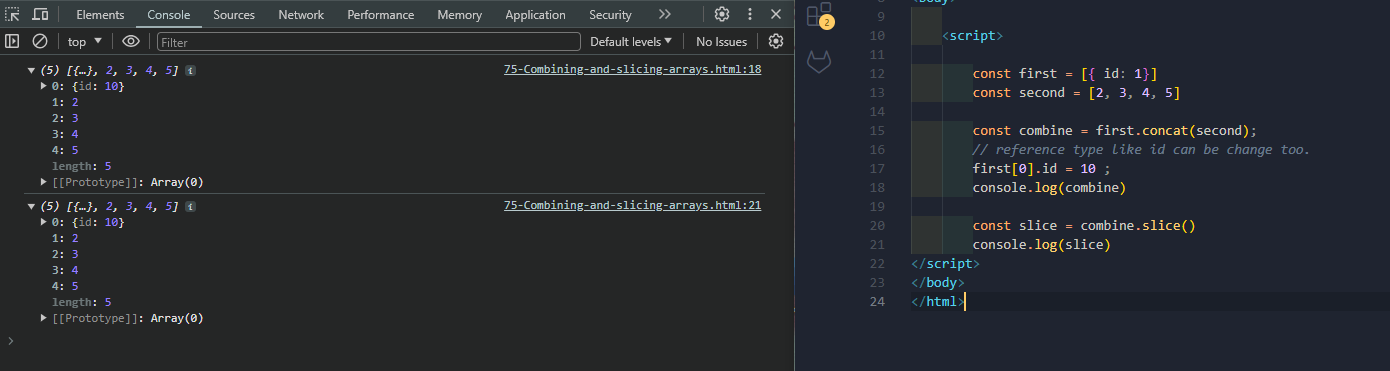 Elements Console Sources Network Performance Memory Application Security
top Filter Default levels No Issues
(5) [{…}, 2, 3, 4, 5] i 75-Combining-and-slicing-arrays.html:18
0: {id: 10}
1: 2
2: 3
3: 4
4: 5
length: 5
[[Prototype]]: Array(0)
(5) [{…}, 2, 3, 4, 5] i 75-Combining-and-slicing-arrays.html:21
0: {id: 10}
1: 2
2: 3
3: 4
4: 5
length: 5
[[Prototype]]: Array(0)
2
8 <body>
9
10 <script>
11
12 const first = [{ id: 1}]
13 const second = [2, 3, 4, 5]
14
15 const combine = first.concat(second);
16 // reference type like id can be change too.
17 first[0].id = 10 ;
18 console.log(combine)
19
20 const slice = combine.slice()
21 console.log(slice)
22 </script>
23 </body>
24 </html>